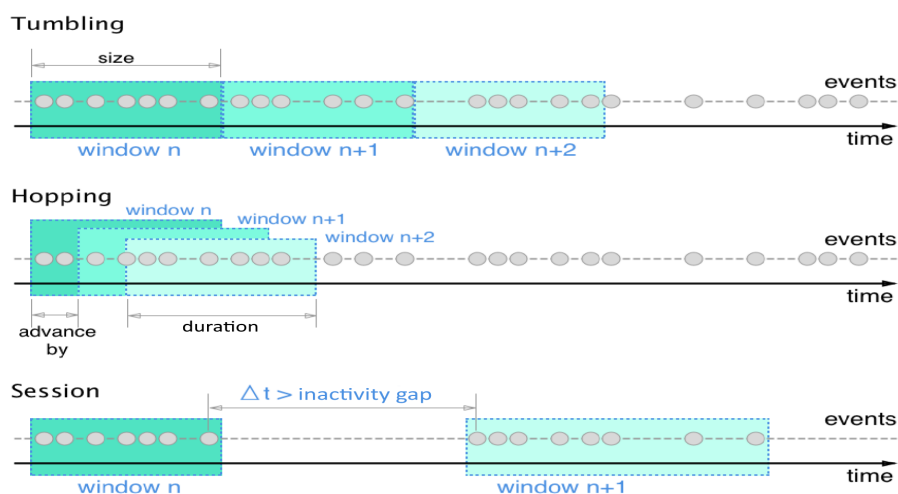 Tumbling
size
events
time
window n
window n+1
window n+2
Hopping
window n
window n+1
window n+2
events
time
advance
by
duration
Session
△t > inactivity gap
events
time
window n
window n+1